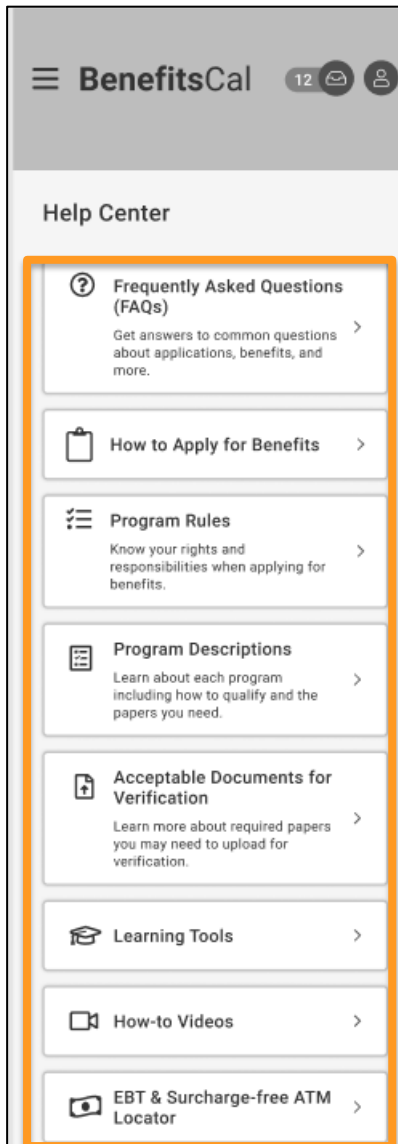 BenefitsCal 12
Help Center
Frequently Asked Questions
(FAQs)
Get answers to common questions
about applications, benefits, and
more.
How to Apply for Benefits
Program Rules
Know your rights and
responsibilities when applying for
benefits.
Program Descriptions
Learn about each program
including how to qualify and the
papers you need.
Acceptable Documents for
Verification
Learn more about required papers
you may need to upload for
verification.
Learning Tools
How-to Videos
EBT & Surcharge-free ATM
Locator